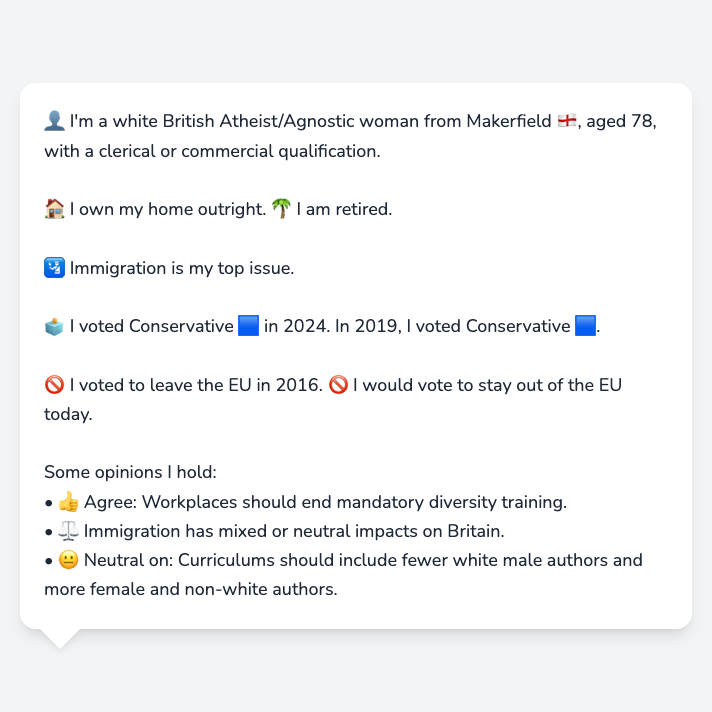 👤 I'm a white British Atheist/Agnostic woman from Makerfield 🏴󠁧󠁢󠁥󠁮󠁧󠁿, aged 78,
with a clerical or commercial qualification.
🏠 I own my home outright. 🌴 I am retired.
🛂 Immigration is my top issue.
🗳️ I voted Conservative 🟦 in 2024. In 2019, I voted Conservative 🟦.
🚫 I voted to leave the EU in 2016. 🚫 I would vote to stay out of the EU
today.
Some opinions I hold:
• 👍 Agree: Workplaces should end mandatory diversity training.
• ⚖️ Immigration has mixed or neutral impacts on Britain.
• 😐 Neutral on: Curriculums should include fewer white male authors and
more female and non-white authors.